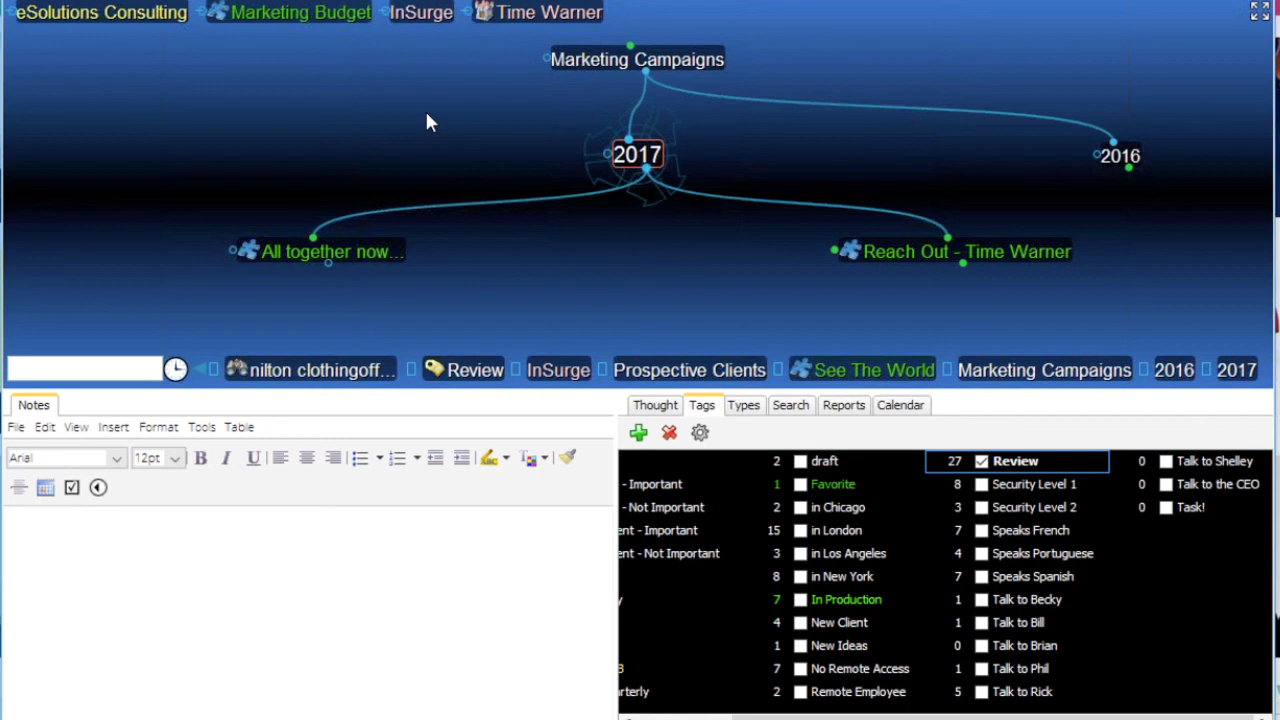 eSolutions Consulting Marketing Budget InSurge Time Warner
Marketing Campaigns
2017
2016
All together now...
Reach Out - Time Warner
nilton clothingoff... Review InSurge Prospective Clients See The World Marketing Campaigns 2016 2017
Notes
File Edit View Insert Format Tools Table
Arial 12pt B I U
Thought Tags Types Search Reports Calendar
2 draft 27 Review 0 Talk to Shelley
- Important 1 Favorite 8 Security Level 1 0 Talk to the CEO
- Not Important 2 in Chicago 3 Security Level 2 0 Task!
ent - Important 15 in London 7 Speaks French
ent - Not Important 3 in Los Angeles 4 Speaks Portuguese
8 in New York 7 Speaks Spanish
y 7 In Production 1 Talk to Becky
4 New Client 1 Talk to Bill
1 New Ideas 0 Talk to Brian
7 No Remote Access 1 Talk to Phil
arterly 2 Remote Employee 5 Talk to Rick